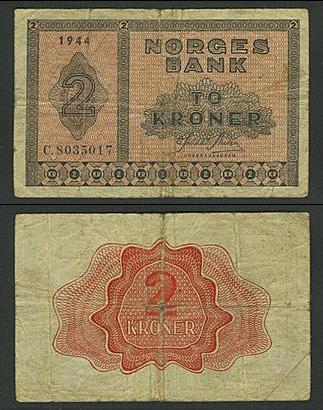 1944
NORGES
BANK
2
TO
KRONER
C.8035017
2
KRONER